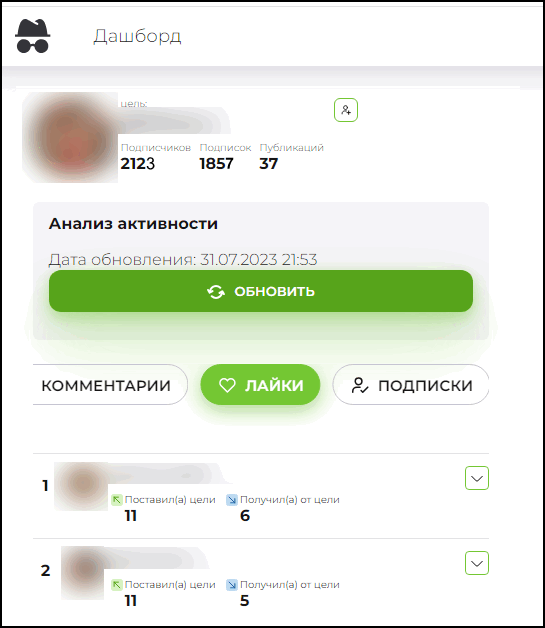 Дашборд
цель:
Подписчиков Подписок Публикаций
2123 1857 37
Анализ активности
Дата обновления: 31.07.2023 21:53
ОБНОВИТЬ
КОММЕНТАРИИ ЛАЙКИ ПОДПИСКИ
1
Поставил(а) цели Получил(а) от цели
11 6
2
Поставил(а) цели Получил(а) от цели
11 5